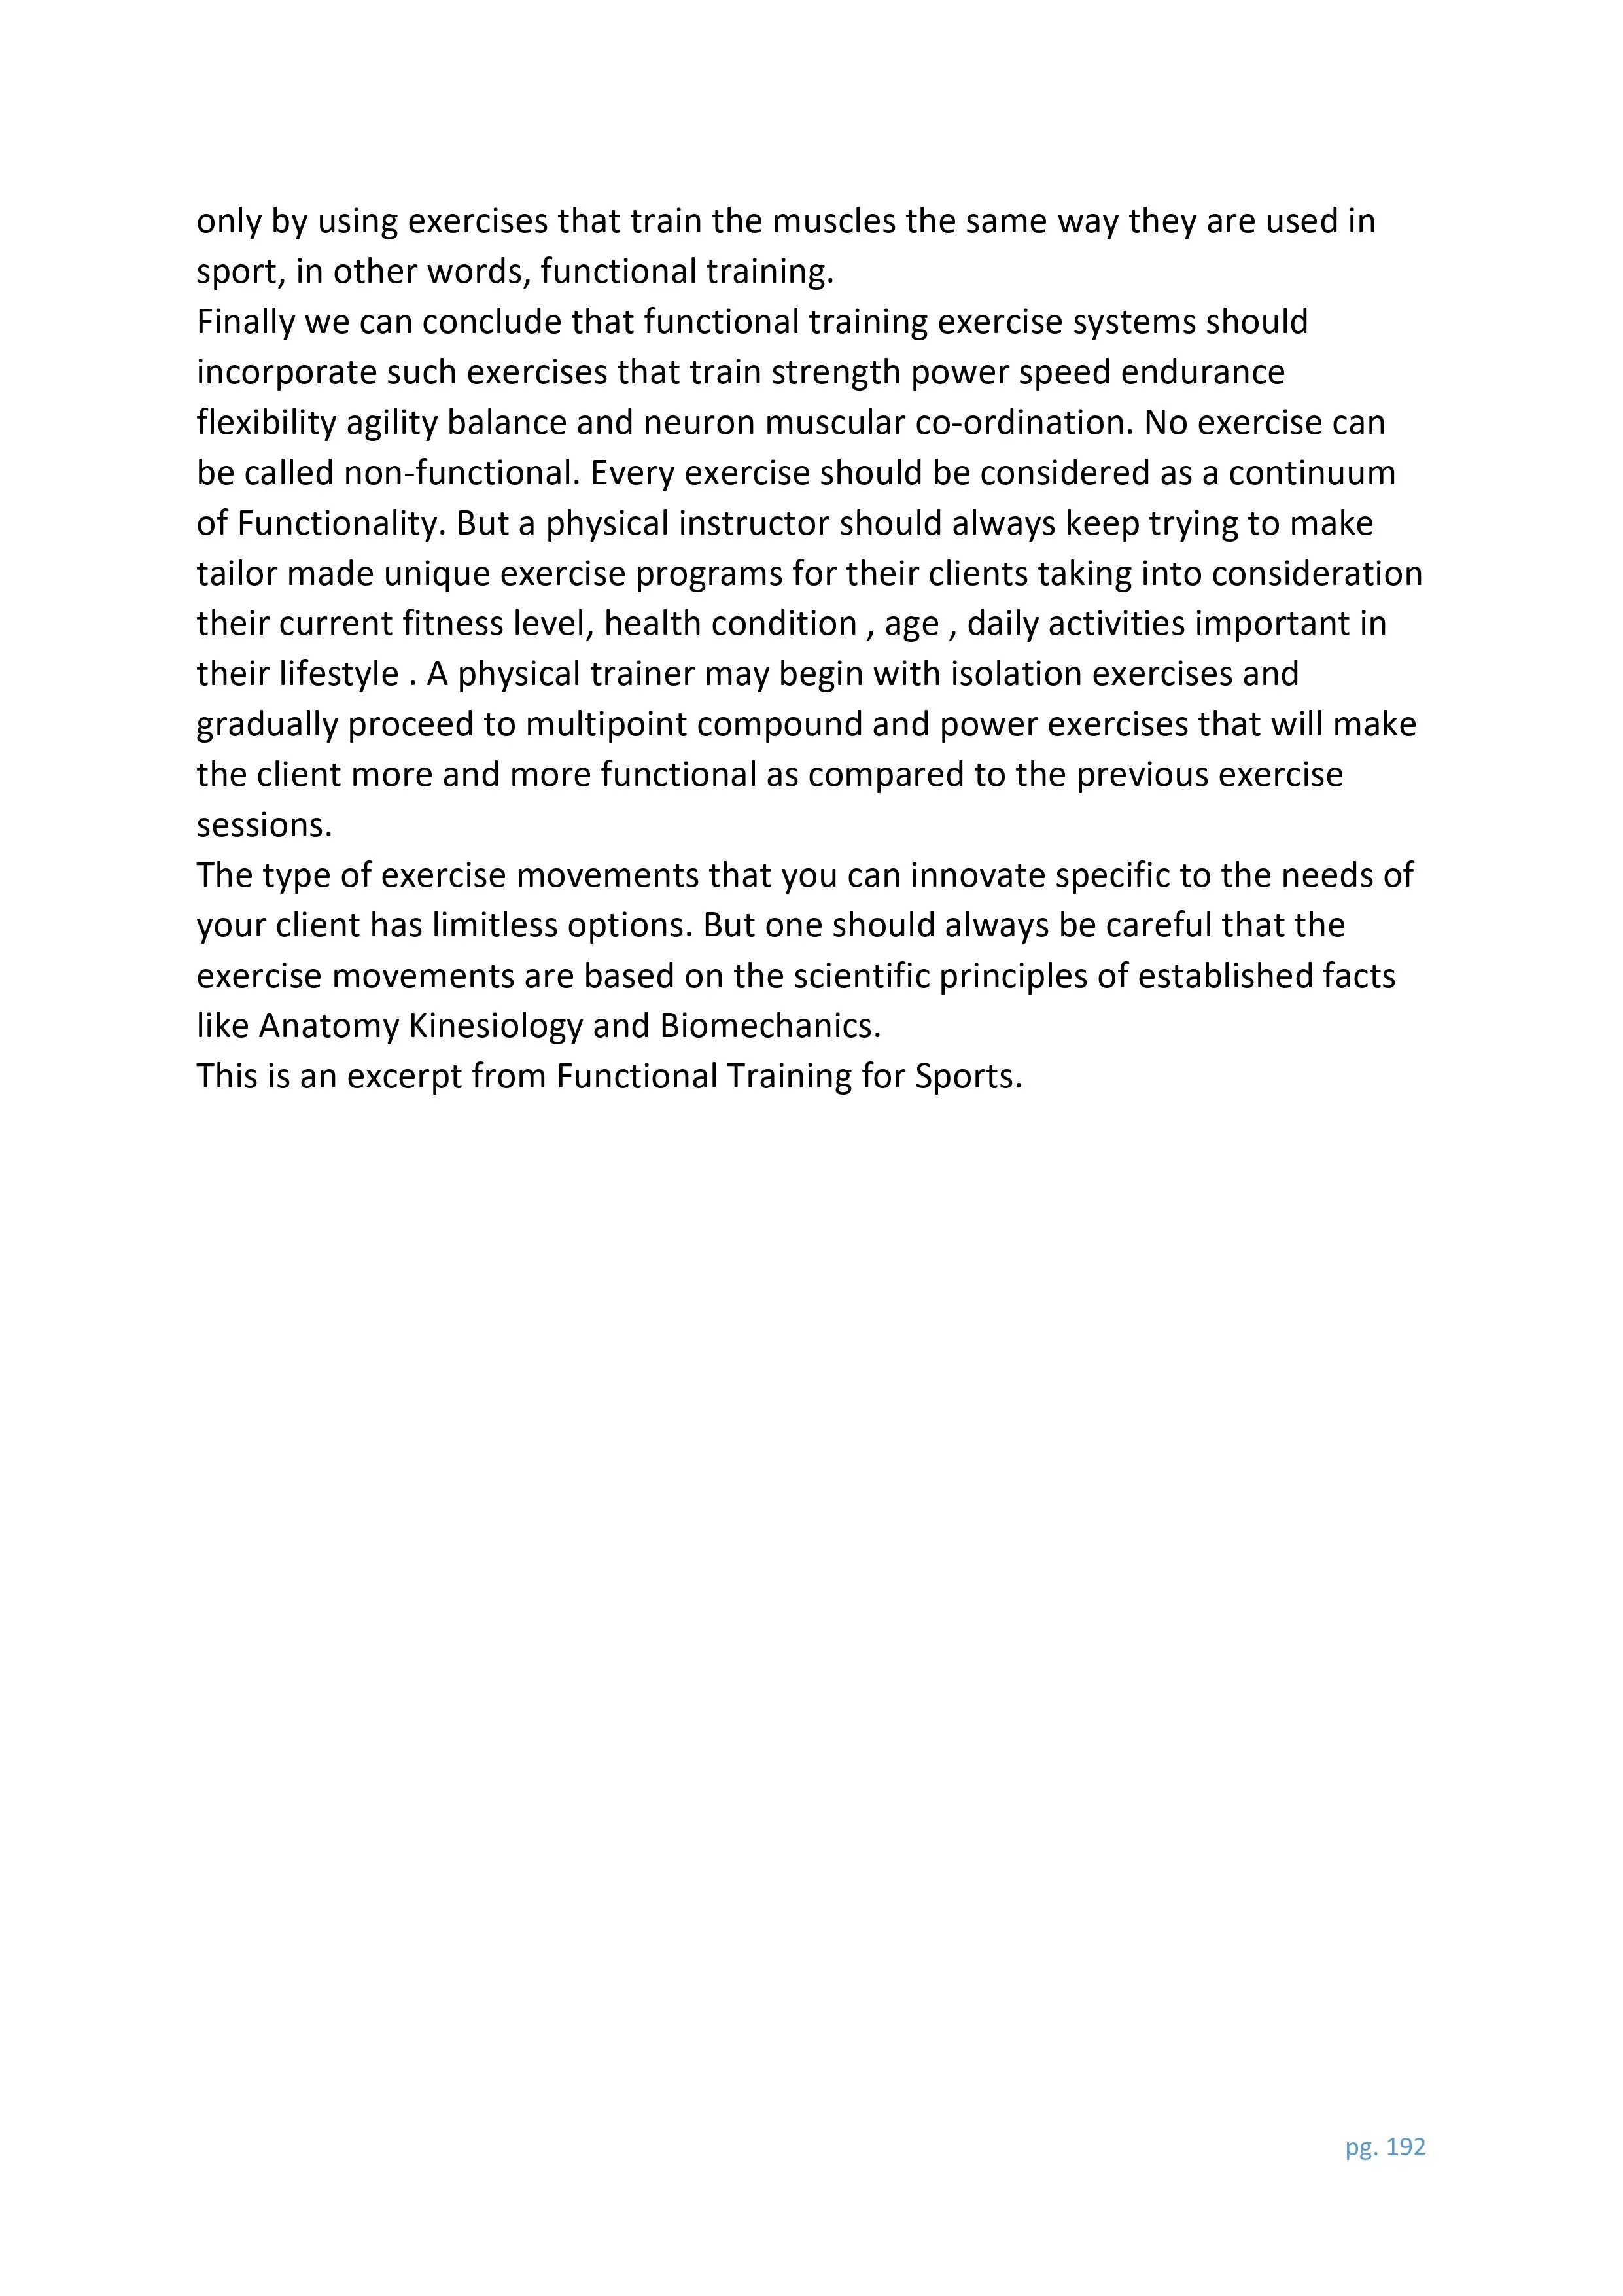 only by using exercises that train the muscles the same way they are used in
sport, in other words, functional training.
Finally we can conclude that functional training exercise systems should
incorporate such exercises that train strength power speed endurance
flexibility agility balance and neuron muscular co-ordination. No exercise can
be called non-functional. Every exercise should be considered as a continuum
of Functionality. But a physical instructor should always keep trying to make
tailor made unique exercise programs for their clients taking into consideration
their current fitness level, health condition , age , daily activities important in
their lifestyle . A physical trainer may begin with isolation exercises and
gradually proceed to multipoint compound and power exercises that will make
the client more and more functional as compared to the previous exercise
sessions.
The type of exercise movements that you can innovate specific to the needs of
your client has limitless options. But one should always be careful that the
exercise movements are based on the scientific principles of established facts
like Anatomy Kinesiology and Biomechanics.
This is an excerpt from Functional Training for Sports.
pg. 192